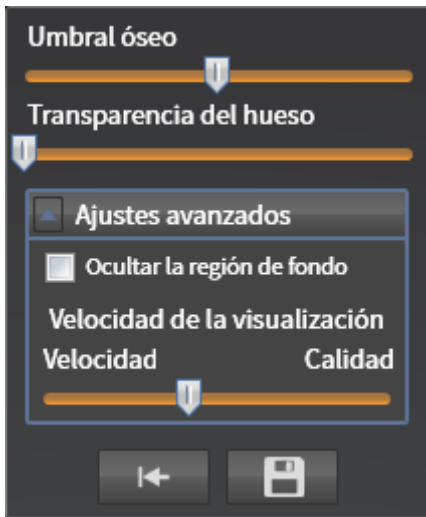 Umbral óseo
Transparencia del hueso
Ajustes avanzados
Ocultar la región de fondo
Velocidad de la visualización
Velocidad Calidad